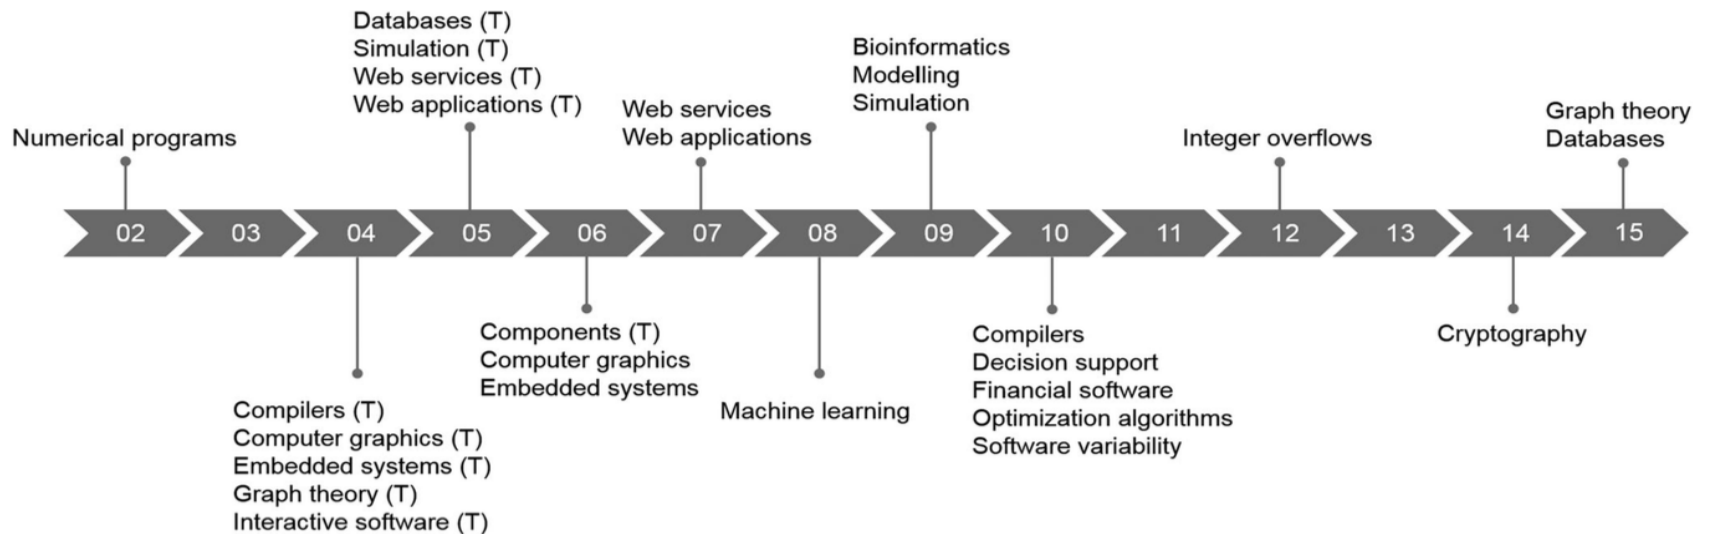 Databases (T)
Simulation (T)
Web services (T)
Web applications (T)
Bioinformatics
Modelling
Simulation
Web services
Web applications
Graph theory
Databases
Numerical programs
Integer overflows
02 03 04 05 06 07 08 09 10 11 12 13 14 15
Components (T)
Computer graphics
Embedded systems
Compilers
Decision support
Financial software
Optimization algorithms
Software variability
Cryptography
Compilers (T)
Computer graphics (T)
Embedded systems (T)
Graph theory (T)
Interactive software (T)
Machine learning